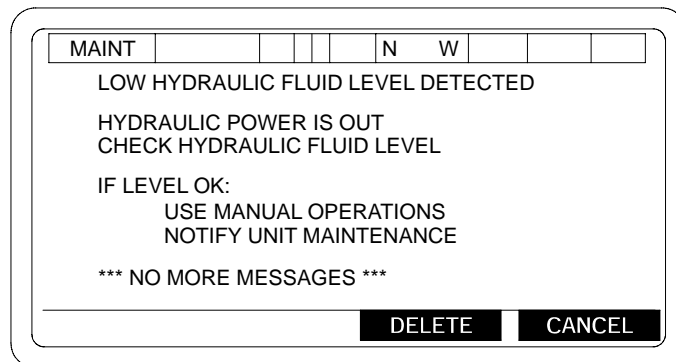 MAINT N W
LOW HYDRAULIC FLUID LEVEL DETECTED
HYDRAULIC POWER IS OUT
CHECK HYDRAULIC FLUID LEVEL
IF LEVEL OK:
USE MANUAL OPERATIONS
NOTIFY UNIT MAINTENANCE
*** NO MORE MESSAGES ***
DELETE CANCEL